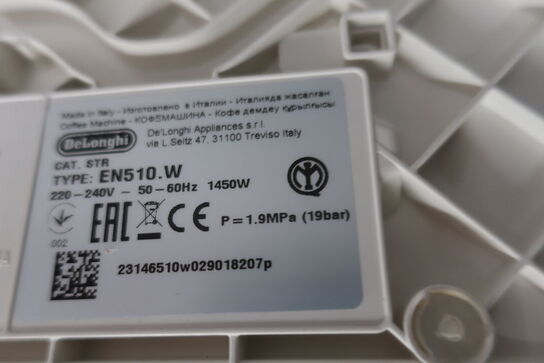 Made in Italy - Изготовлено в Италии - Италияда жасалған
Coffee Machine - КОФЕМАШИНА - Кофе демдеу құрылғысы
DeLonghi
De'Longhi Appliances s.r.l.
via L.Seitz 47, 31100 Treviso Italy
CAT. STR
TYPE: EN510.W
220-240V - 50-60Hz 1450W
EAC CE P=1.9MPa (19bar)
002
23146510w029018207p